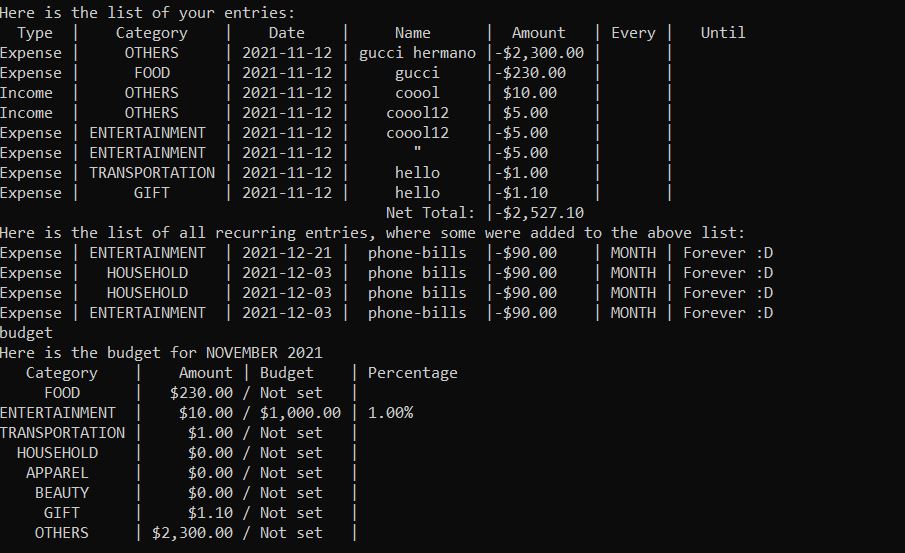 Here is the list of your entries:
  Type  |    Category    |    Date    |     Name      |  Amount    | Every |   Until
Expense |     OTHERS     | 2021-11-12 | gucci hermano |-$2,300.00 |       |
Expense |      FOOD      | 2021-11-12 |     gucci     |-$230.00   |       |
Income  |     OTHERS     | 2021-11-12 |     coool     | $10.00    |       |
Income  |     OTHERS     | 2021-11-12 |    coool12    | $5.00     |       |
Expense | ENTERTAINMENT  | 2021-11-12 |    coool12    |-$5.00     |       |
Expense | ENTERTAINMENT  | 2021-11-12 |       "       |-$5.00     |       |
Expense | TRANSPORTATION | 2021-11-12 |     hello     |-$1.00     |       |
Expense |      GIFT      | 2021-11-12 |     hello     |-$1.10     |       |
                                           Net Total: |-$2,527.10
Here is the list of all recurring entries, where some were added to the above list:
Expense | ENTERTAINMENT  | 2021-12-21 |  phone-bills  |-$90.00    | MONTH | Forever :D
Expense |   HOUSEHOLD    | 2021-12-03 |  phone bills  |-$90.00    | MONTH | Forever :D
Expense |   HOUSEHOLD    | 2021-12-03 |  phone bills  |-$90.00    | MONTH | Forever :D
Expense | ENTERTAINMENT  | 2021-12-03 |  phone-bills  |-$90.00    | MONTH | Forever :D
budget
Here is the budget for NOVEMBER 2021
   Category    |    Amount | Budget    | Percentage
     FOOD      |   $230.00 / Not set   |
ENTERTAINMENT  |    $10.00 / $1,000.00 | 1.00%
TRANSPORTATION |     $1.00 / Not set   |
  HOUSEHOLD    |     $0.00 / Not set   |
   APPAREL     |     $0.00 / Not set   |
    BEAUTY     |     $0.00 / Not set   |
     GIFT      |     $1.10 / Not set   |
    OTHERS     | $2,300.00 / Not set   |